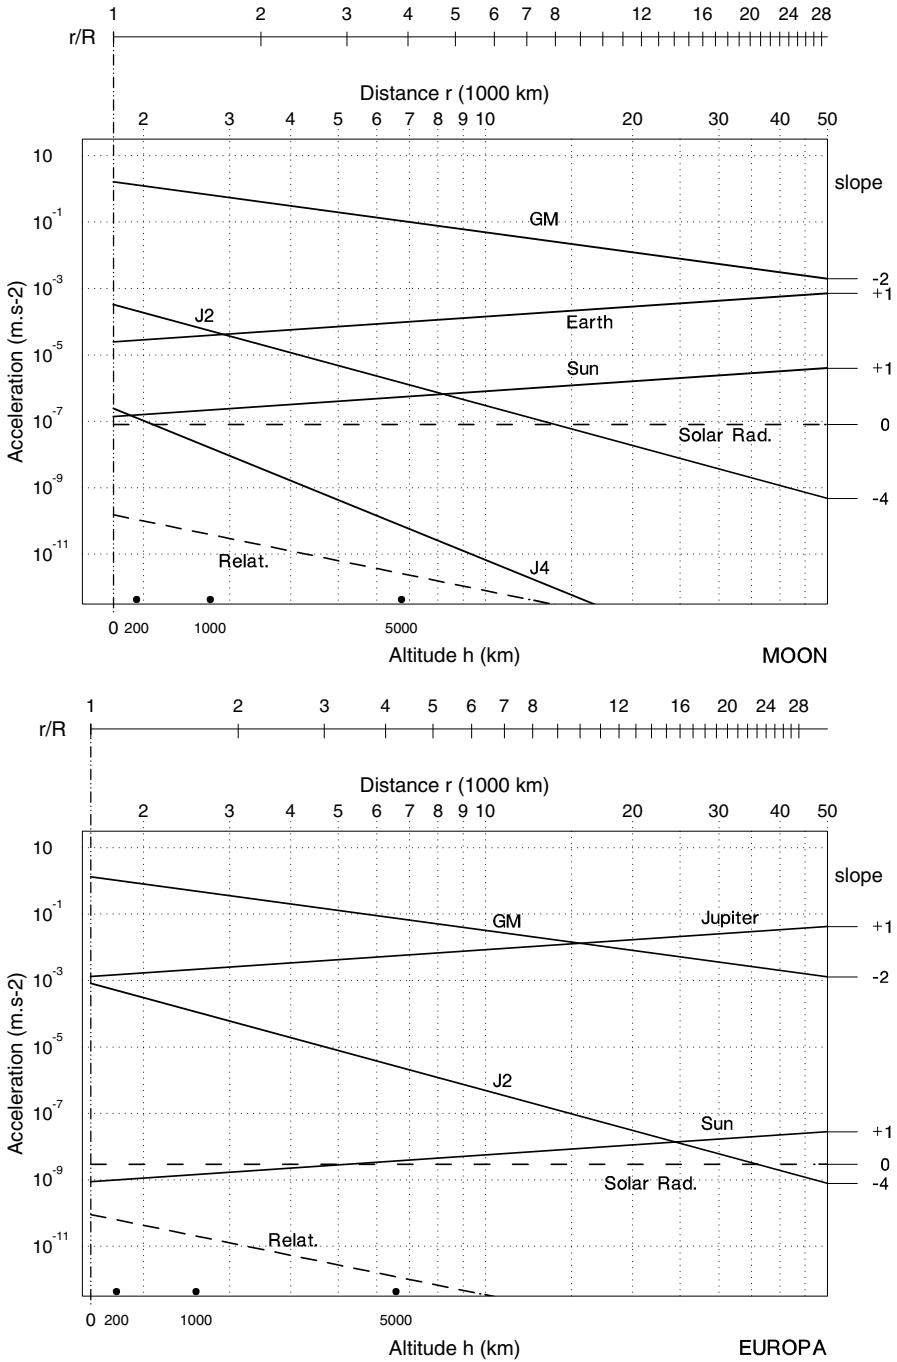 1 2 3 4 5 6 7 8 12 16 20 24 28
r/R
Distance r (1000 km)
2 3 4 5 6 7 8 9 10 20 30 40 50
10
slope
GM
10-1
-2
10-3
+1
J2
Earth
10-5
Sun
+1
10-7
0
Solar Rad.
10-9
-4
10-11
Relat.
J4
Acceleration (m.s-2)
0 200 1000 5000
Altitude h (km)
MOON
1 2 3 4 5 6 7 8 12 16 20 24 28
r/R
Distance r (1000 km)
2 3 4 5 6 7 8 9 10 20 30 40 50
10
slope
10-1
GM
Jupiter
+1
10-3
-2
10-5
J2
10-7
Sun
+1
0
10-9
Solar Rad.
-4
10-11
Relat.
Acceleration (m.s-2)
0 200 1000 5000
Altitude h (km)
EUROPA